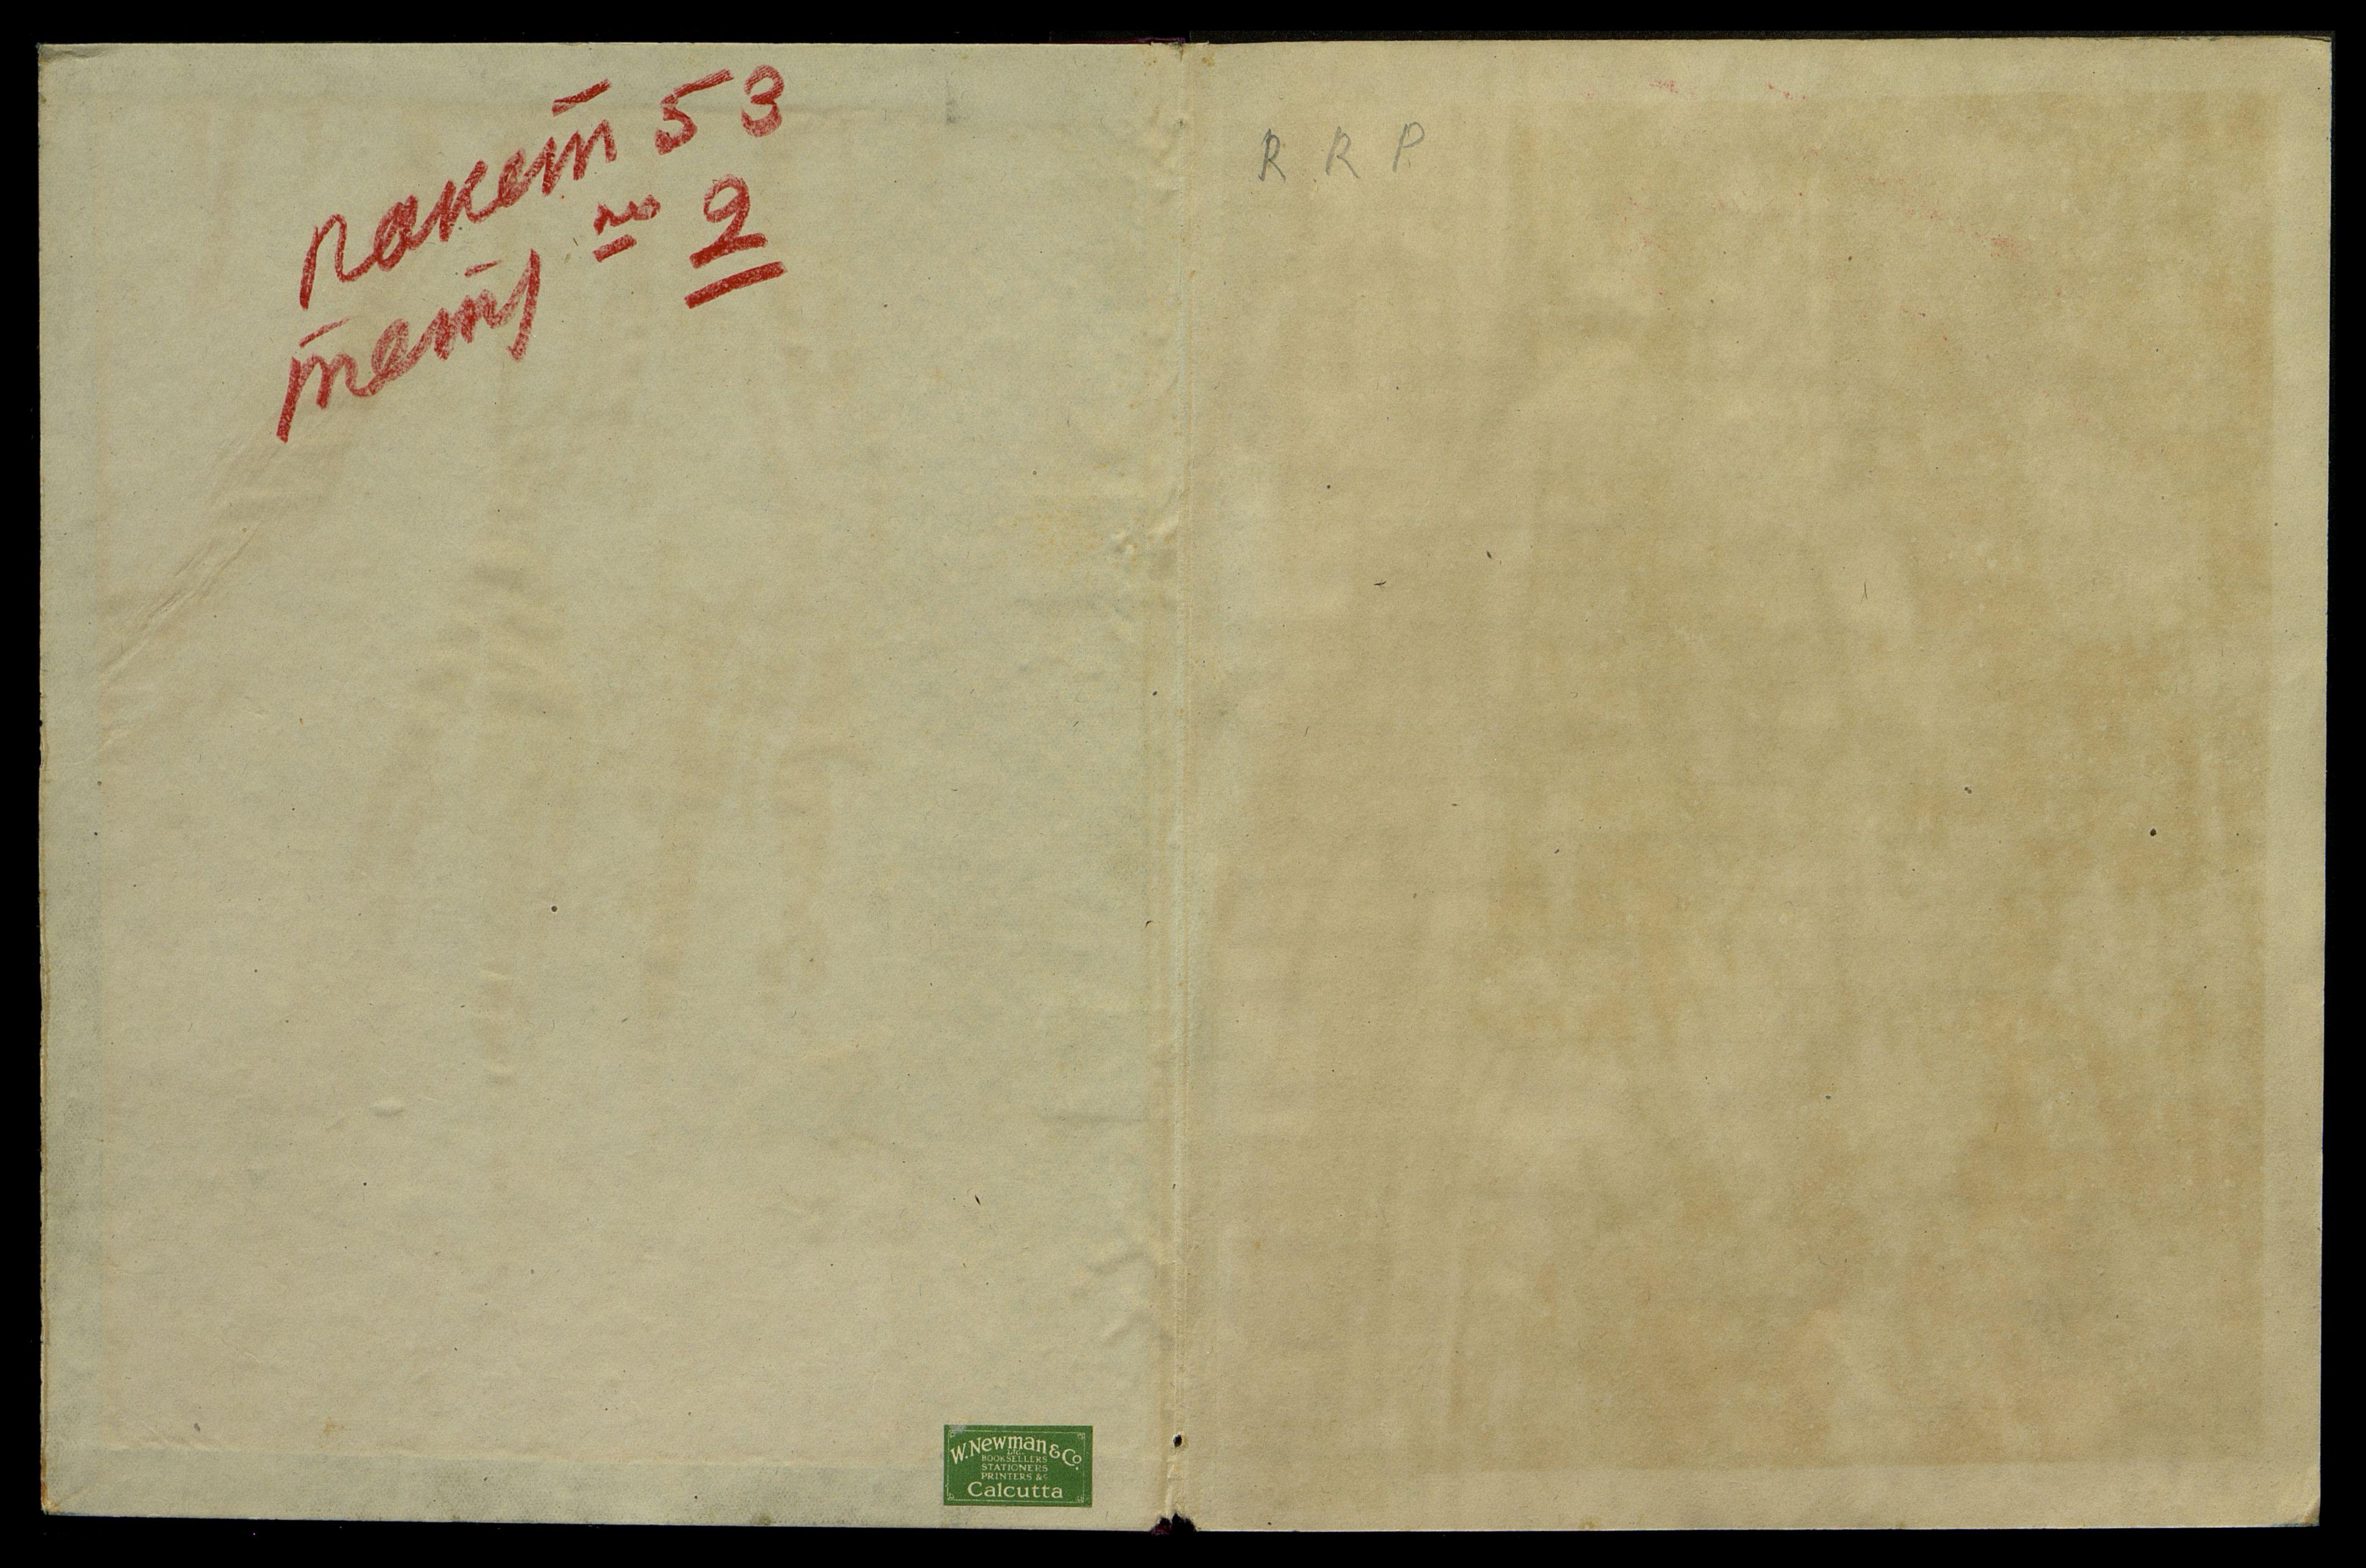 пакет 53
тетр № 2
R R P
W. Newman & Co.
Ltd.
BOOKSELLERS
STATIONERS
PRINTERS &c
Calcutta